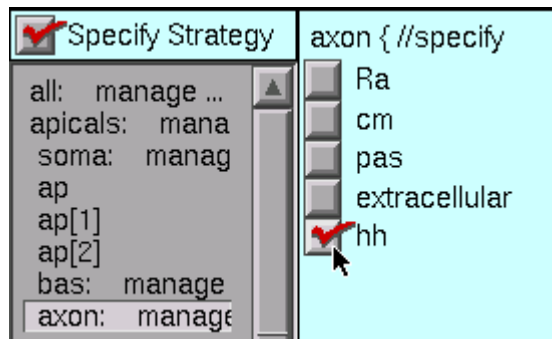 Specify Strategy
all: manage ...
apicals: mana
soma: manag
ap
ap[1]
ap[2]
bas: manage
axon: manage
axon { //specify
Ra
cm
pas
extracellular
hh